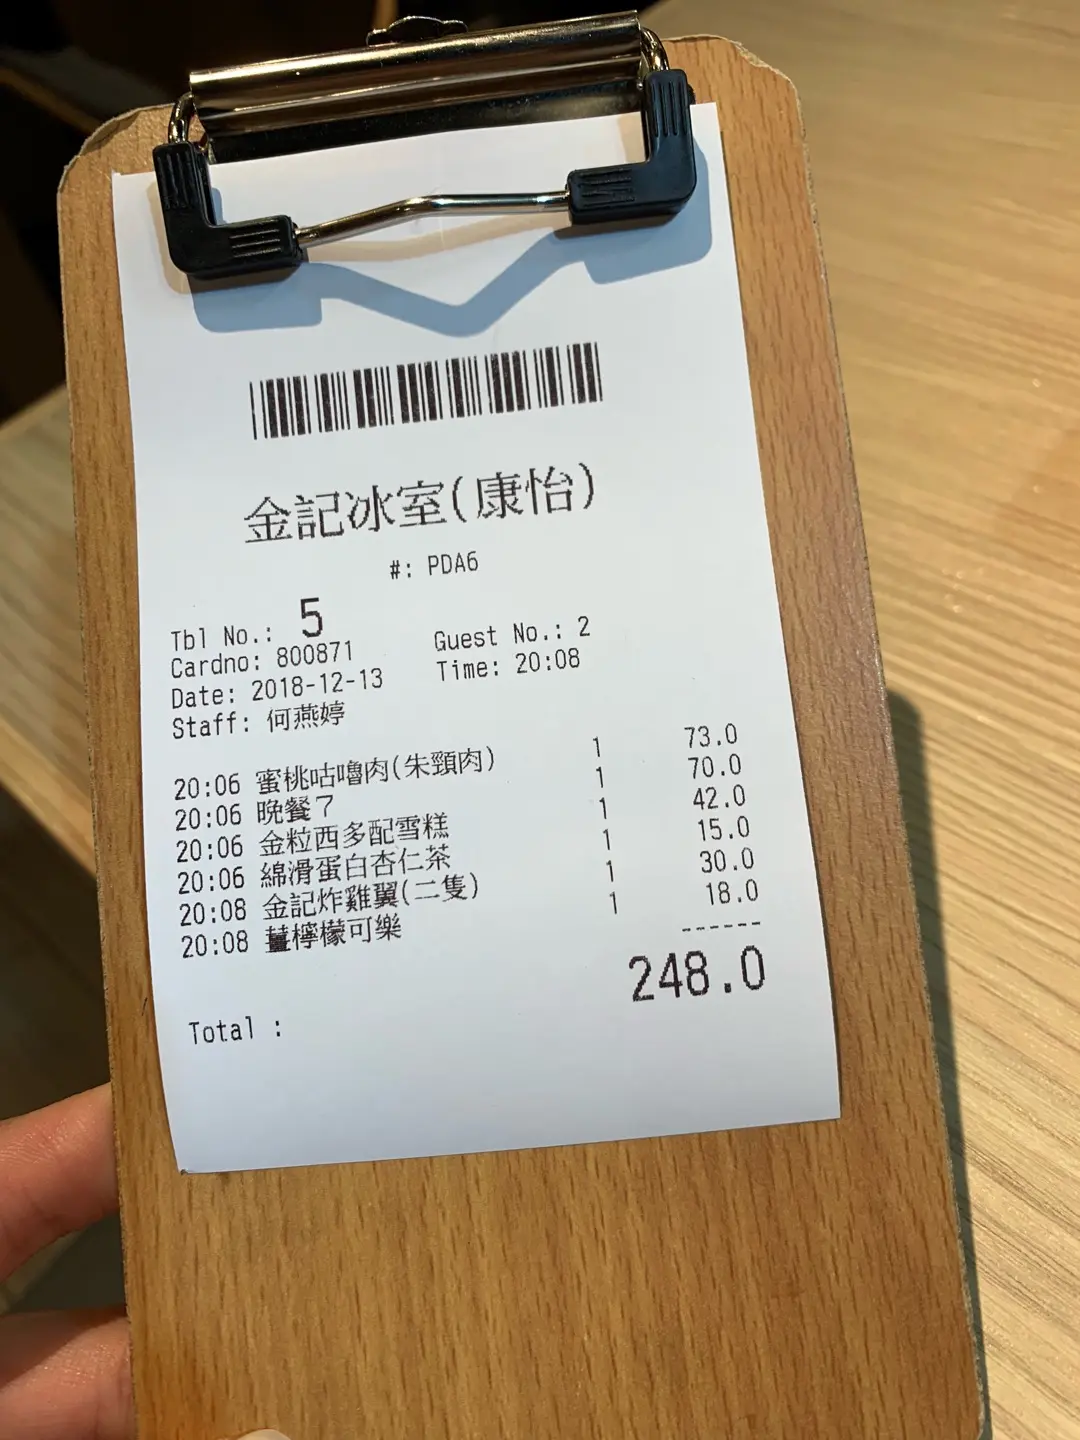 金記冰室(康怡)
#: PDA6
Tbl No.: 5
Guest No.: 2
Cardno: 800871
Date: 2018-12-13 Time: 20:08
Staff: 何燕婷
20:06 蜜桃咕嚕肉(朱頸肉) 1 73.0
20:06 晚餐7 1 70.0
20:06 金粒西多配雪糕 1 42.0
20:06 綿滑蛋白杏仁茶 1 15.0
20:08 金記炸雞翼(二隻) 1 30.0
20:08 薑檸檬可樂 1 18.0
------
248.0
Total :